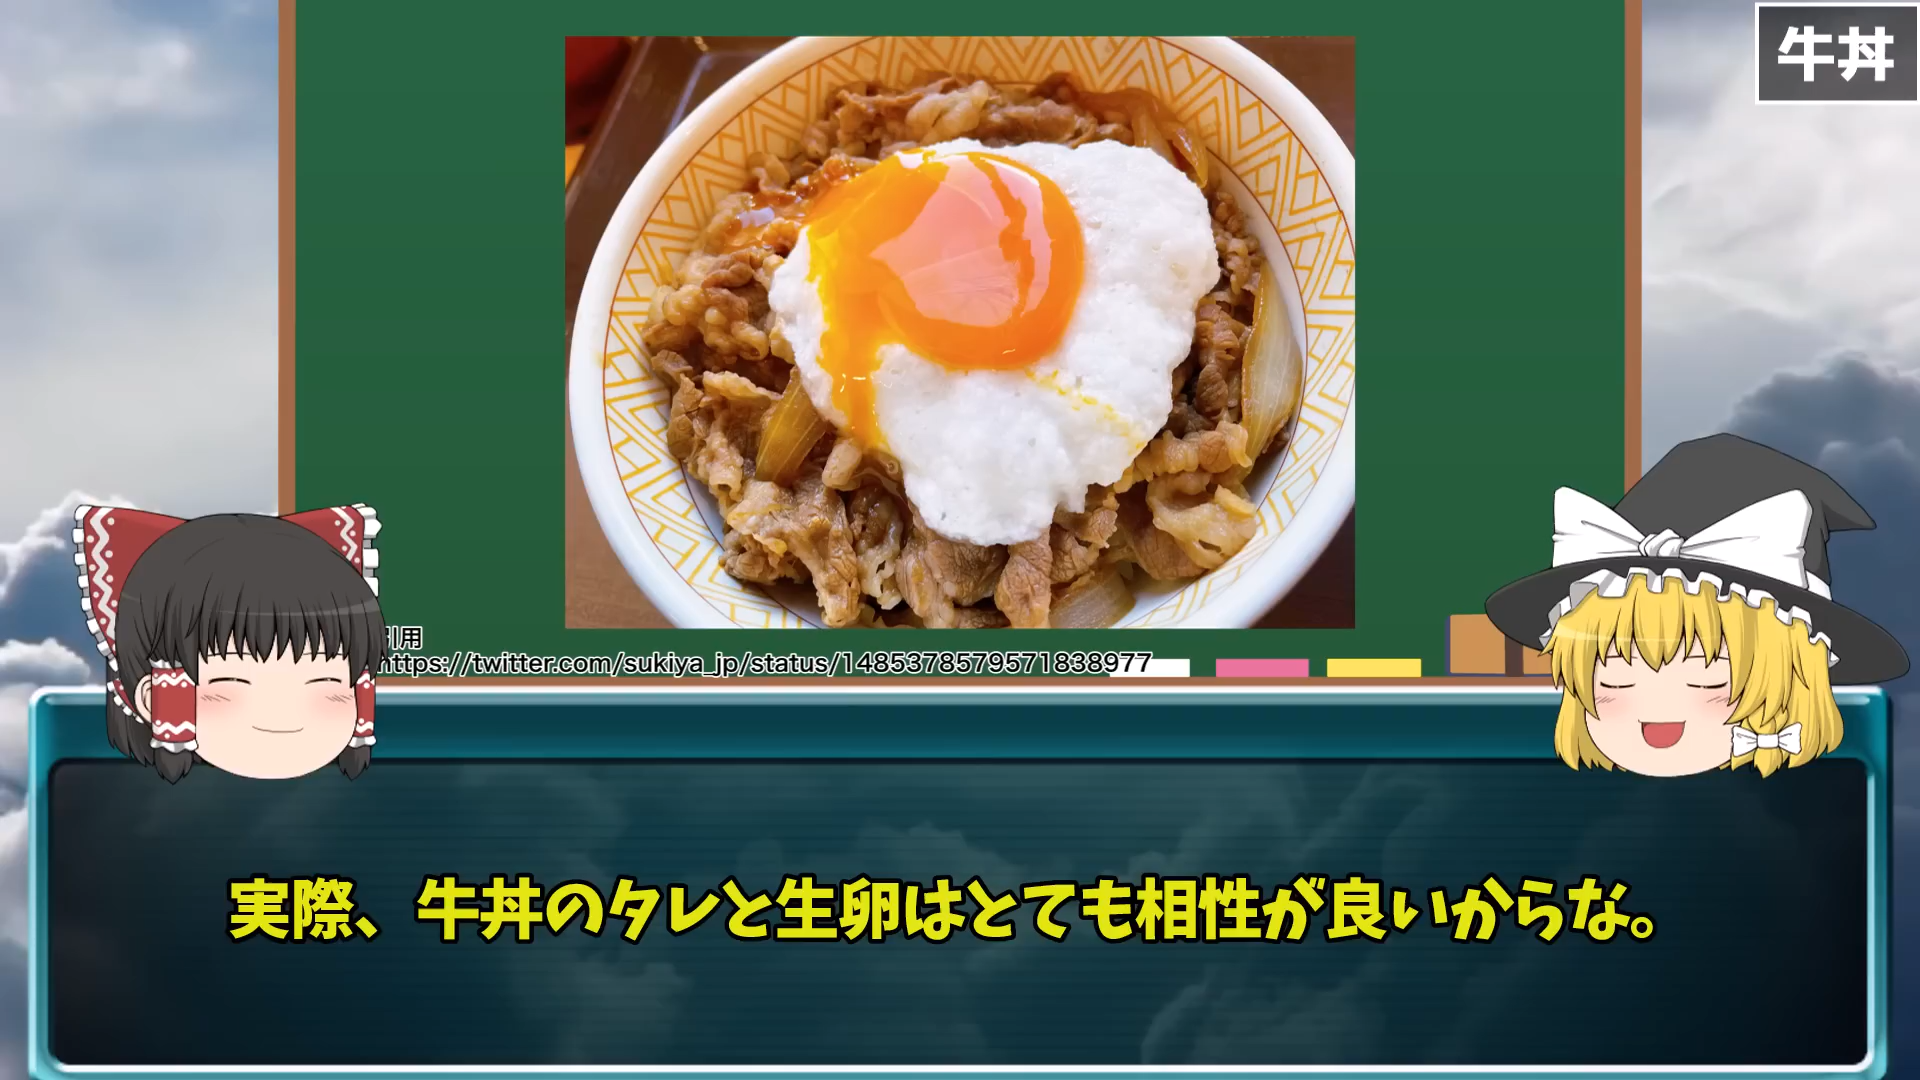 牛丼
引用
https://twitter.com/sukiya_jp/status/1485378579571838977
実際、牛丼のタレと生卵はとても相性が良いからな。